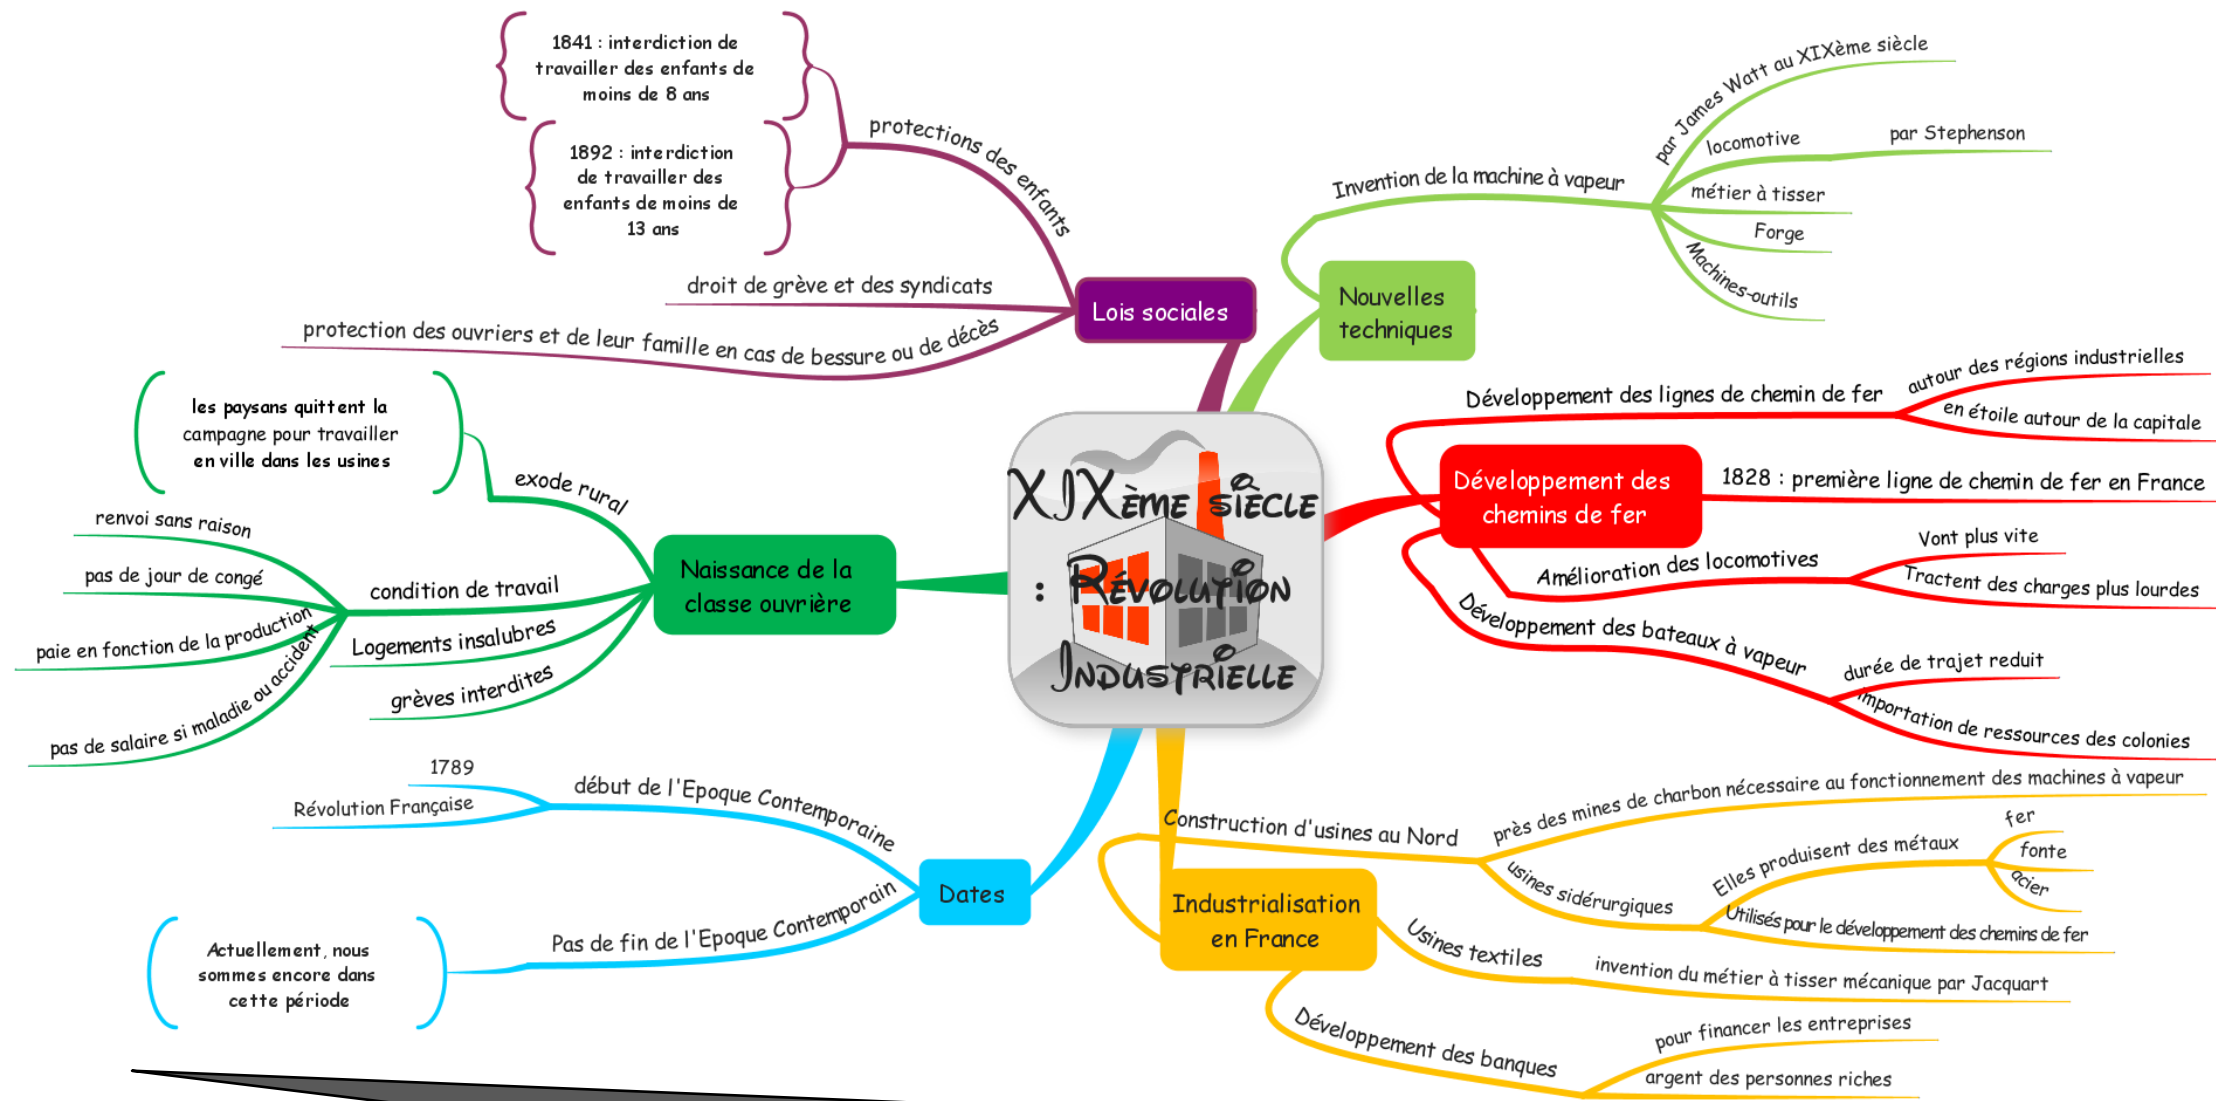 XIXème siècle
: Révolution
Industrielle
Nouvelles
techniques
Invention de la machine à vapeur
par James Watt au XIXème siècle
locomotive
par Stephenson
métier à tisser
Forge
Machines-outils
Développement des
chemins de fer
Développement des lignes de chemin de fer
autour des régions industrielles
en étoile autour de la capitale
1828 : première ligne de chemin de fer en France
Amélioration des locomotives
Vont plus vite
Tractent des charges plus lourdes
Développement des bateaux à vapeur
durée de trajet reduit
importation de ressources des colonies
Industrialisation
en France
Construction d'usines au Nord
près des mines de charbon nécessaire au fonctionnement des machines à vapeur
usines sidérurgiques
Elles produisent des métaux
fer
fonte
acier
Utilisés pour le développement des chemins de fer
Usines textiles
invention du métier à tisser mécanique par Jacquart
Développement des banques
pour financer les entreprises
argent des personnes riches
Dates
début de l'Epoque Contemporaine
1789
Révolution Française
Pas de fin de l'Epoque Contemporain
Actuellement, nous
sommes encore dans
cette période
Naissance de la
classe ouvrière
exode rural
les paysans quittent la
campagne pour travailler
en ville dans les usines
condition de travail
renvoi sans raison
pas de jour de congé
paie en fonction de la production
pas de salaire si maladie ou accident
Logements insalubres
grèves interdites
Lois sociales
protections des enfants
1841 : interdiction de
travailler des enfants de
moins de 8 ans
1892 : interdiction
de travailler des
enfants de moins de
13 ans
droit de grève et des syndicats
protection des ouvriers et de leur famille en cas de bessure ou de décès